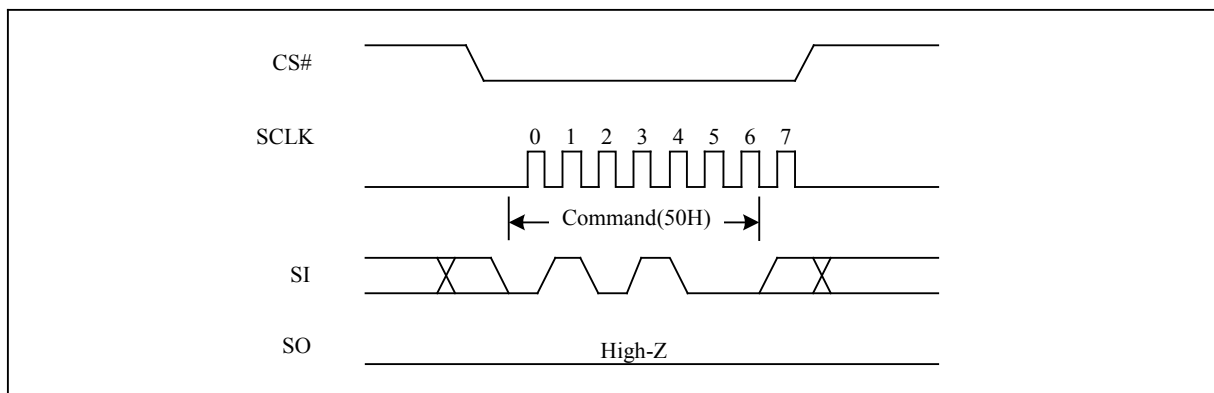 CS#
SCLK
0 1 2 3 4 5 6 7
Command(50H)
SI
SO
High-Z